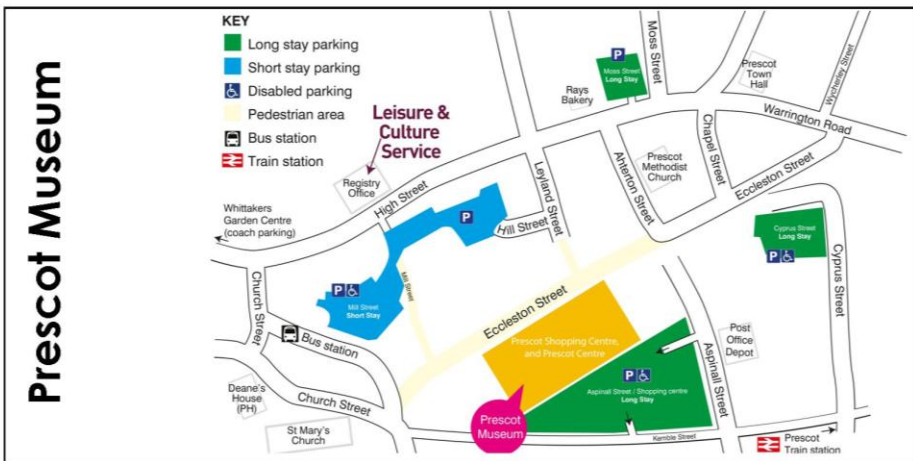 Prescot Museum
KEY
Long stay parking
Short stay parking
Disabled parking
Pedestrian area
Bus station
Train station
Leisure &
Culture
Service
Registry
Office
Whittakers
Garden Centre
(coach parking)
High Street
P
Hill Street
Leyland Street
Rays
Bakery
P
Moss Street
Long Stay
Moss Street
Prescot
Town
Hall
Wycherley Street
Warrington Road
Chapel Street
Prescot
Methodist
Church
Anterton Street
Eccleston Street
Cyprus Street
Long Stay
P
Cyprus Street
Church Street
P
Mill Street
Short Stay
Mill Street
Bus station
Eccleston Street
Prescot Shopping Centre,
and Prescot Centre
P
Aspinall Street / Shopping centre
Long Stay
Aspinall Street
Post
Office
Depot
Deane's
House
(PH)
Church Street
St Mary's
Church
Prescot
Museum
Kemble Street
Prescot
Train station